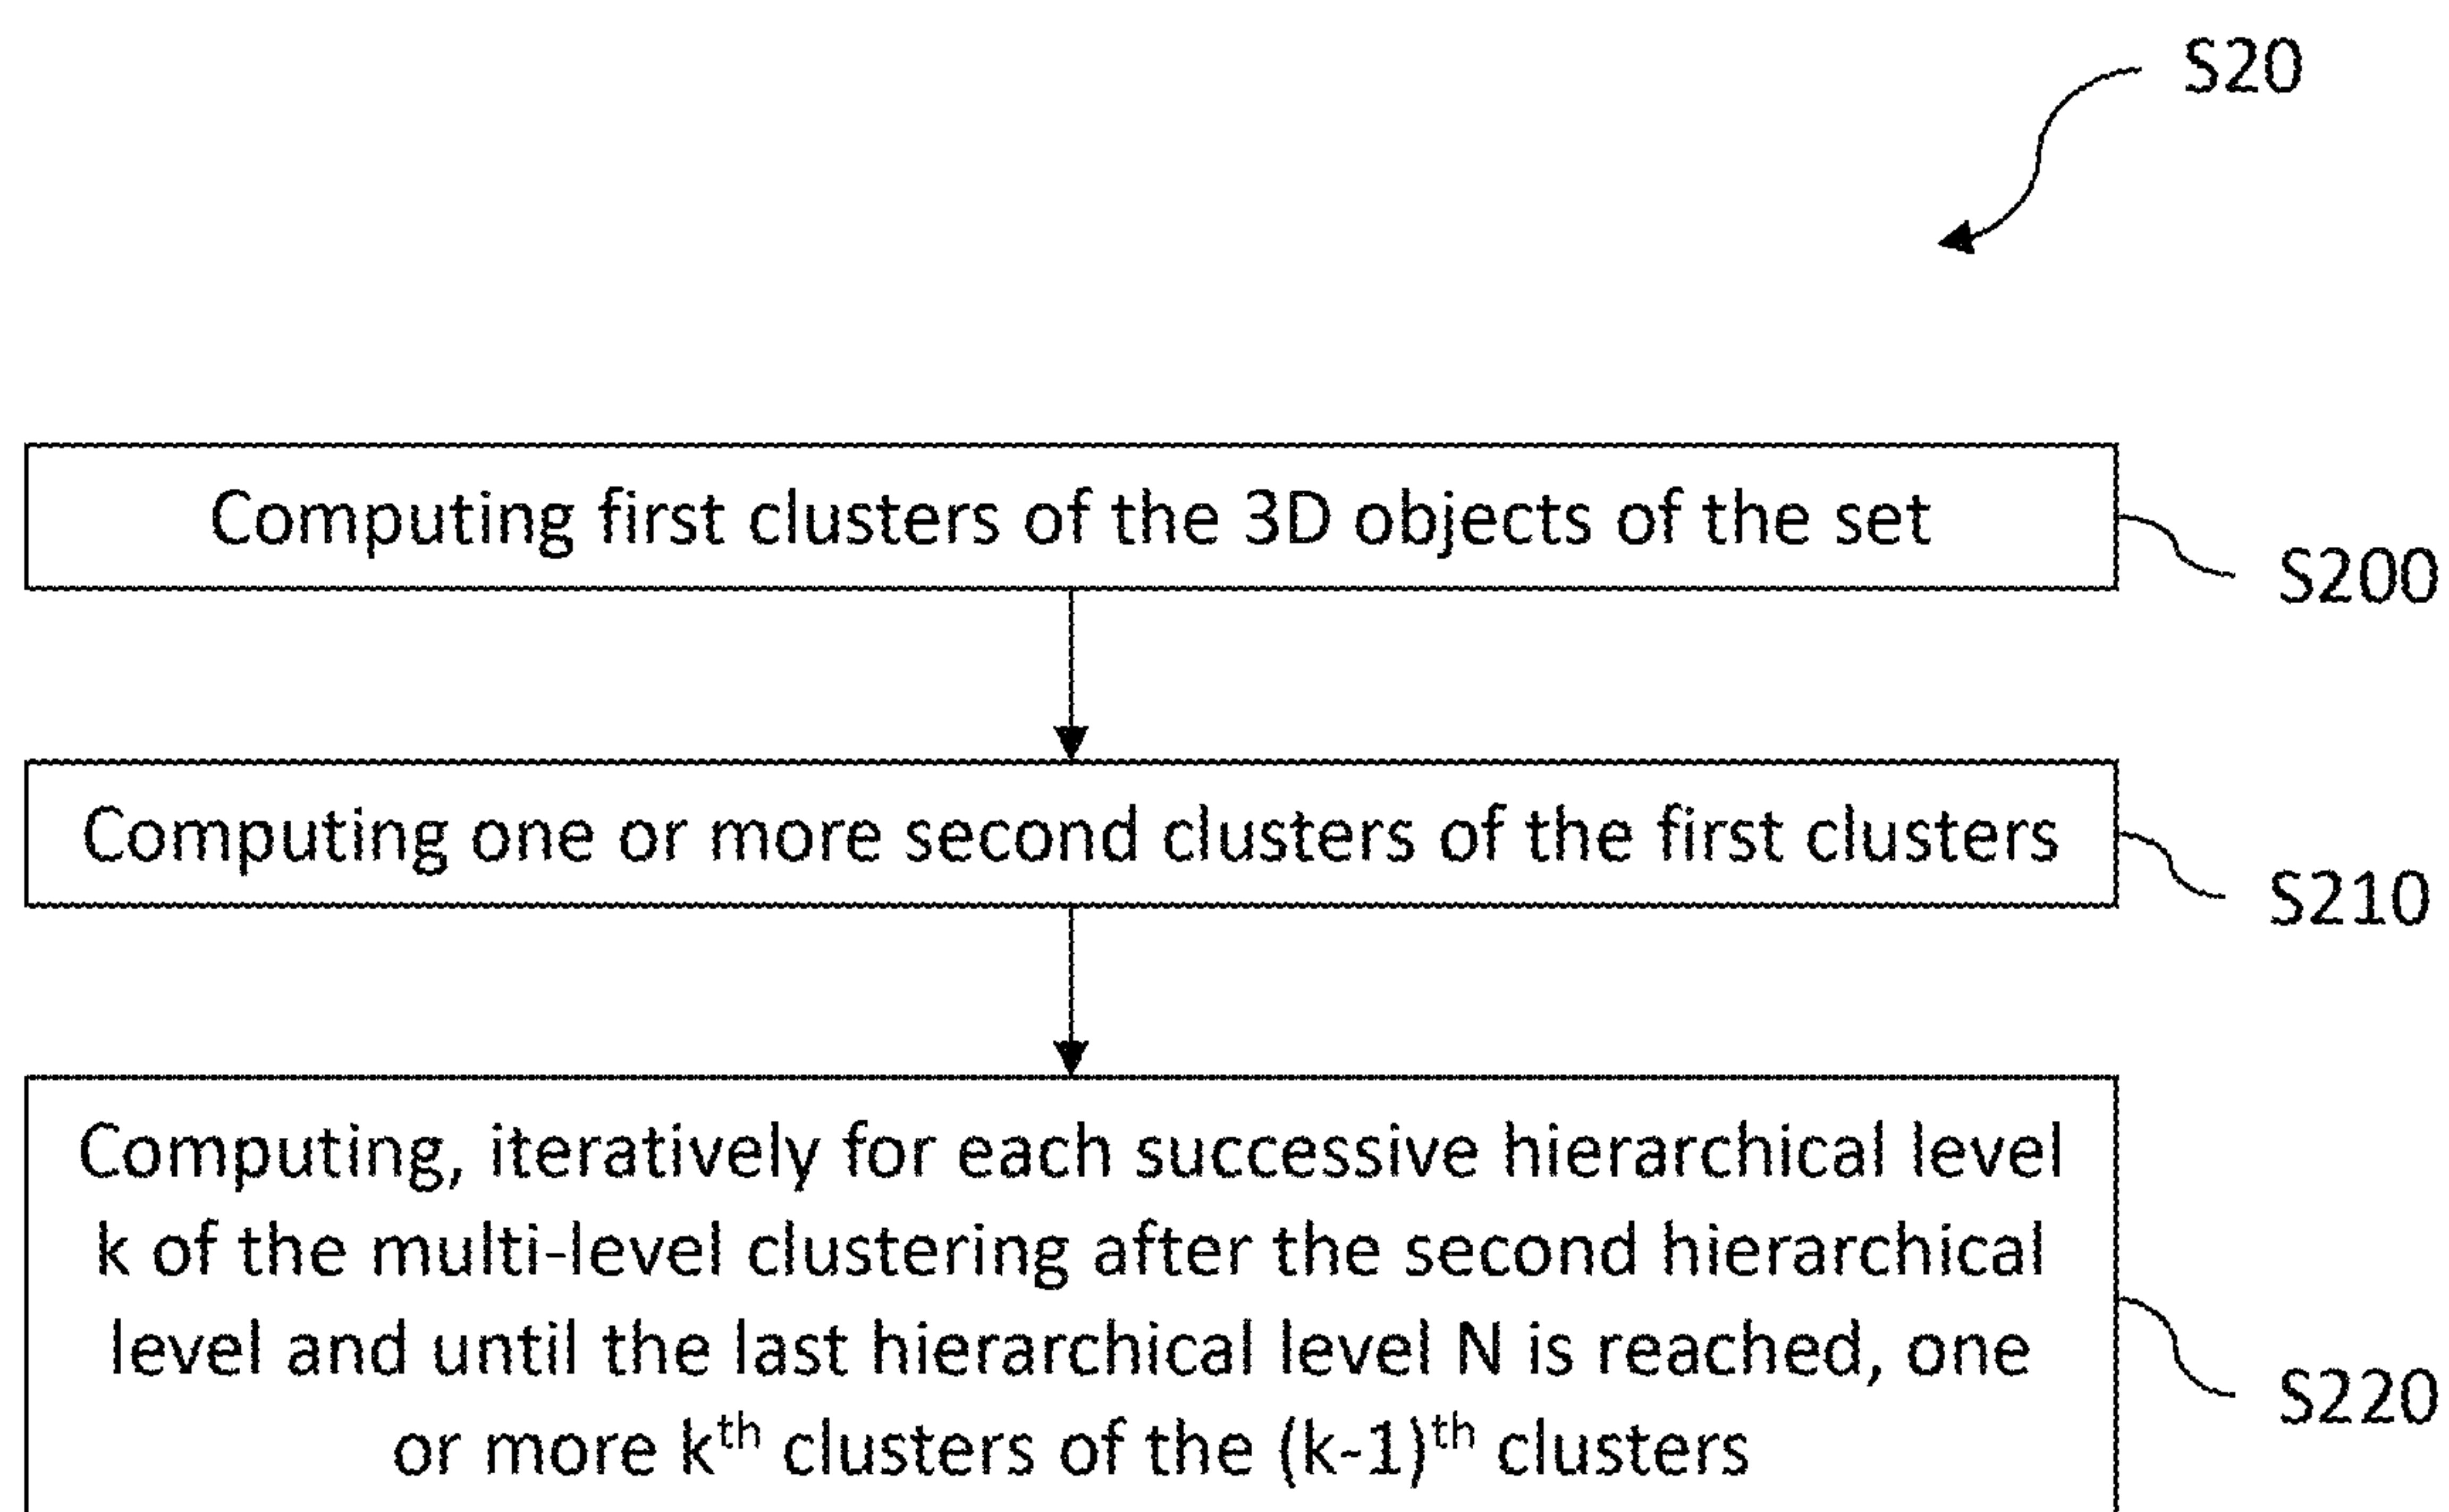 S20
Computing first clusters of the 3D objects of the set
S200
Computing one or more second clusters of the first clusters
S210
Computing, iteratively for each successive hierarchical level
k of the multi-level clustering after the second hierarchical
level and until the last hierarchical level N is reached, one
or more kth clusters of the (k-1)th clusters
S220